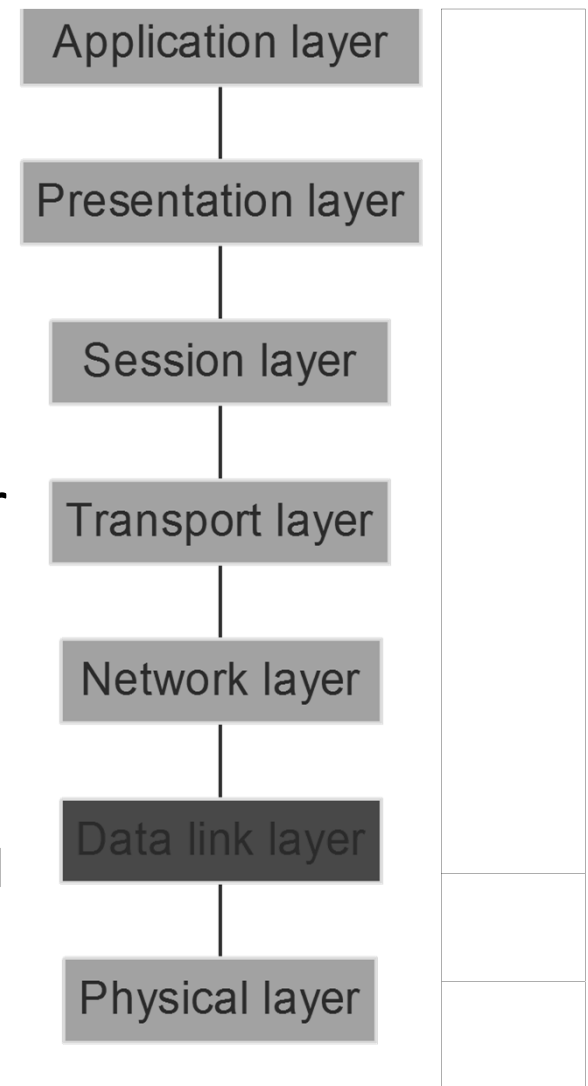 Application layer
Presentation layer
Session layer
Transport layer
Network layer
Data link layer
Physical layer